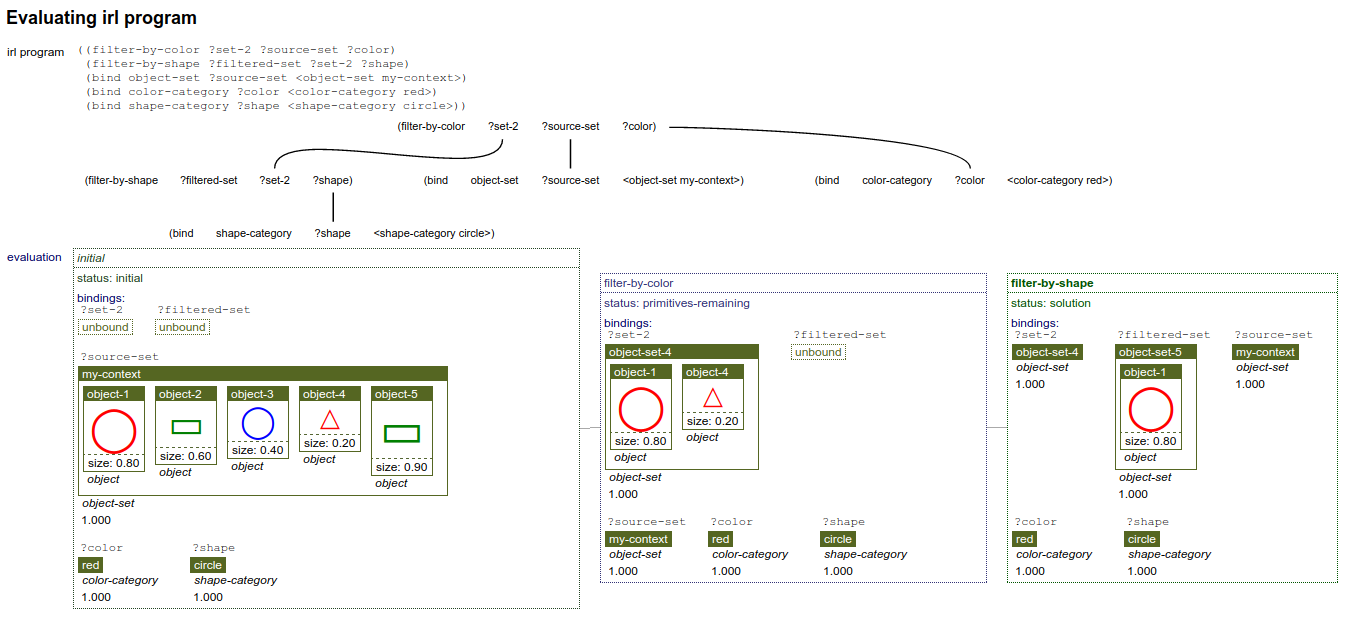 Evaluating irl program
irl program
((filter-by-color ?set-2 ?source-set ?color)
(filter-by-shape ?filtered-set ?set-2 ?shape)
(bind object-set ?source-set <object-set my-context>)
(bind color-category ?color <color-category red>)
(bind shape-category ?shape <shape-category circle>))
(filter-by-color ?set-2 ?source-set ?color)
(filter-by-shape ?filtered-set ?set-2 ?shape) (bind object-set ?source-set <object-set my-context>) (bind color-category ?color <color-category red>)
(bind shape-category ?shape <shape-category circle>)
evaluation
initial
status: initial
bindings:
?set-2 ?filtered-set
unbound unbound
?source-set
my-context
object-1 object-2 object-3 object-4 object-5
size: 0.80 size: 0.60 size: 0.40 size: 0.20 size: 0.90
object object object object object
object-set
1.000
?color ?shape
red circle
color-category shape-category
1.000 1.000
filter-by-color
status: primitives-remaining
bindings:
?set-2 ?filtered-set
object-set-4 unbound
object-1 object-4
size: 0.80 size: 0.20
object object
object-set
1.000
?source-set ?color ?shape
my-context red circle
object-set color-category shape-category
1.000 1.000 1.000
filter-by-shape
status: solution
bindings:
?set-2 ?filtered-set ?source-set
object-set-4 object-set-5 my-context
object-set object-1 object-set
1.000 1.000
size: 0.80
object
object-set
1.000
?color ?shape
red circle
color-category shape-category
1.000 1.000